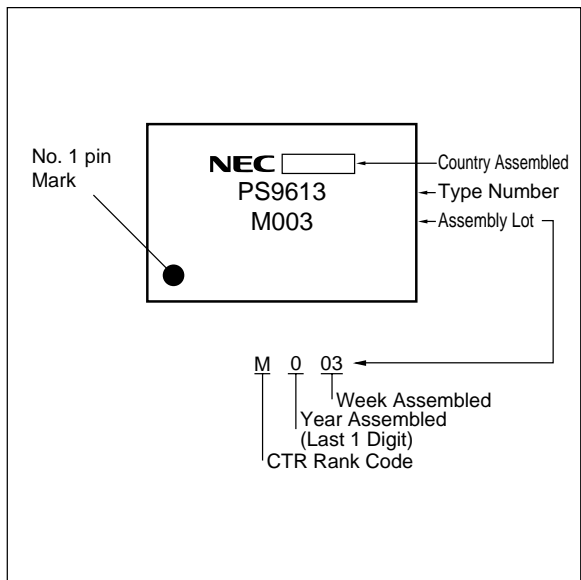 No. 1 pin
Mark
NEC
Country Assembled
PS9613
Type Number
M003
Assembly Lot
M 0 03
Week Assembled
Year Assembled
(Last 1 Digit)
CTR Rank Code